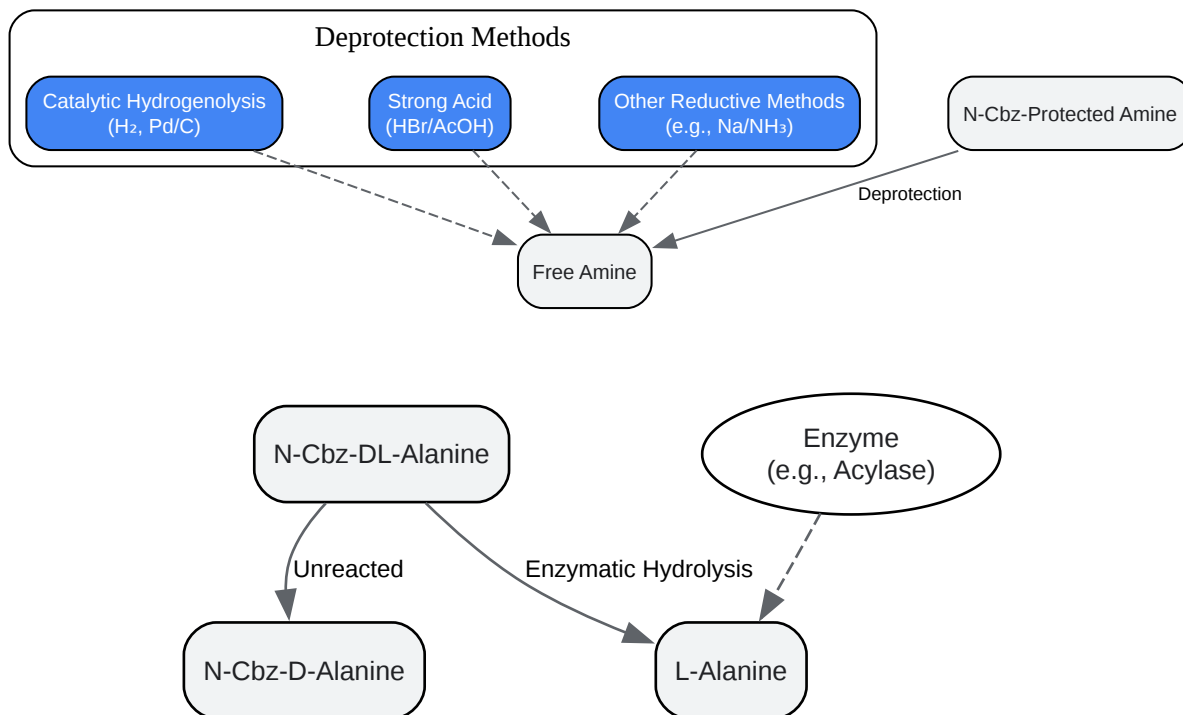 Deprotection Methods
Catalytic Hydrogenolysis
(H₂, Pd/C)
Strong Acid
(HBr/AcOH)
Other Reductive Methods
(e.g., Na/NH₃)
N-Cbz-Protected Amine
Deprotection
Free Amine
N-Cbz-DL-Alanine
Enzyme
(e.g., Acylase)
Unreacted
Enzymatic Hydrolysis
N-Cbz-D-Alanine
L-Alanine